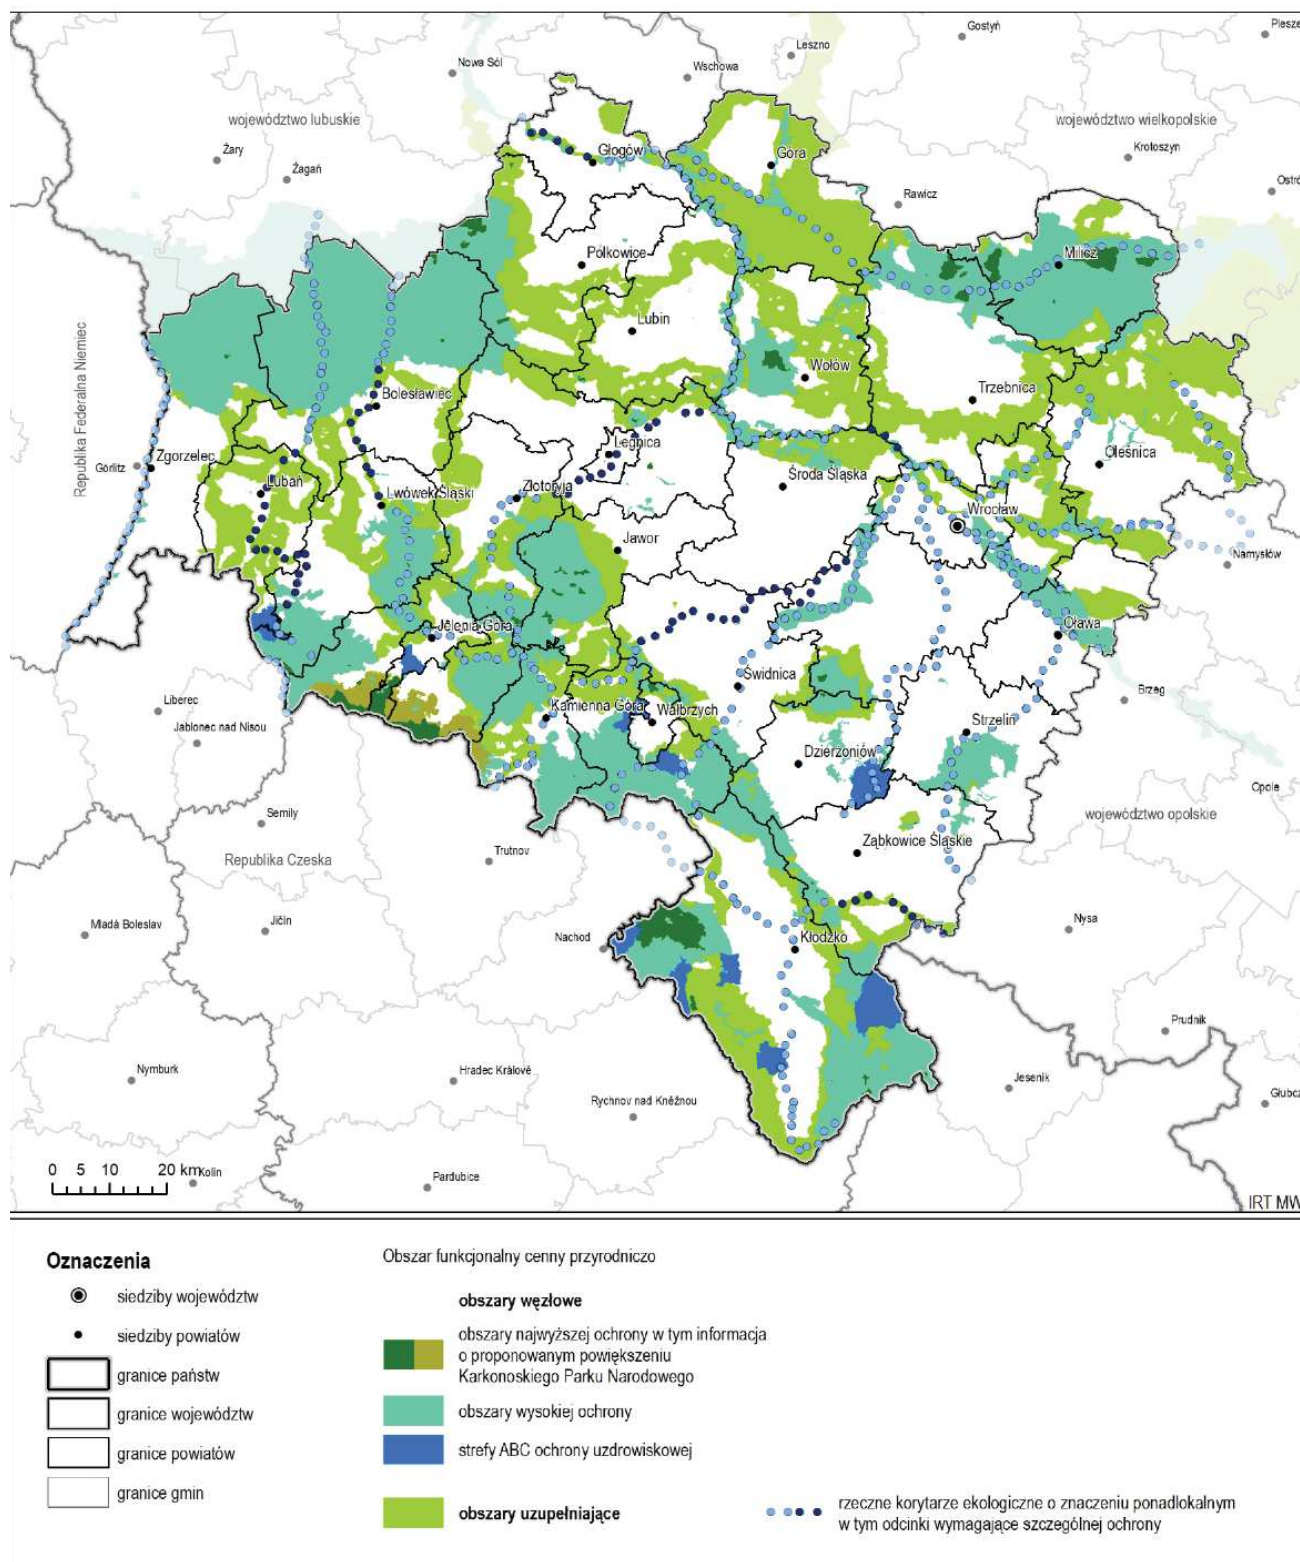 Gostyń
Plesze
Leszno
Nowa Sól
Wschowa
województwo lubuskie
województwo wielkopolskie
Żary
Żagań
Głogów
Góra
Krotoszyn
Rawicz
Ostró
Polkowice
Milicz
Lubin
Republika Federalna Niemiec
Wołów
Trzebnica
Bolesławiec
Legnica
Görlitz
Zgorzelec
Oleśnica
Lubań
Lwówek Śląski
Złotoryja
Środa Śląska
Wrocław
Jawor
Namysłów
Jelenia Góra
Oława
Świdnica
Liberec
Brzeg
Jablonec nad Nisou
Kamienna Góra
Wałbrzych
Strzelin
Dzierżoniów
Opole
Semily
województwo opolskie
Ząbkowice Śląskie
Republika Czeska
Trutnov
Mladá Boleslav
Jičín
Nysa
Nachod
Kłodzko
Prudnik
Nymburk
Hradec Králové
Jesenik
Rychnov nad Kněžnou
Głubcz
0 5 10 20 km
Kolin
Pardubice
IRT MW
Oznaczenia
siedziby województw
siedziby powiatów
granice państw
granice województw
granice powiatów
granice gmin
Obszar funkcjonalny cenny przyrodniczo
obszary węzłowe
obszary najwyższej ochrony w tym informacja
o proponowanym powiększeniu
Karkonoskiego Parku Narodowego
obszary wysokiej ochrony
strefy ABC ochrony uzdrowiskowej
obszary uzupełniające
rzeczne korytarze ekologiczne o znaczeniu ponadlokalnym
w tym odcinki wymagające szczególnej ochrony